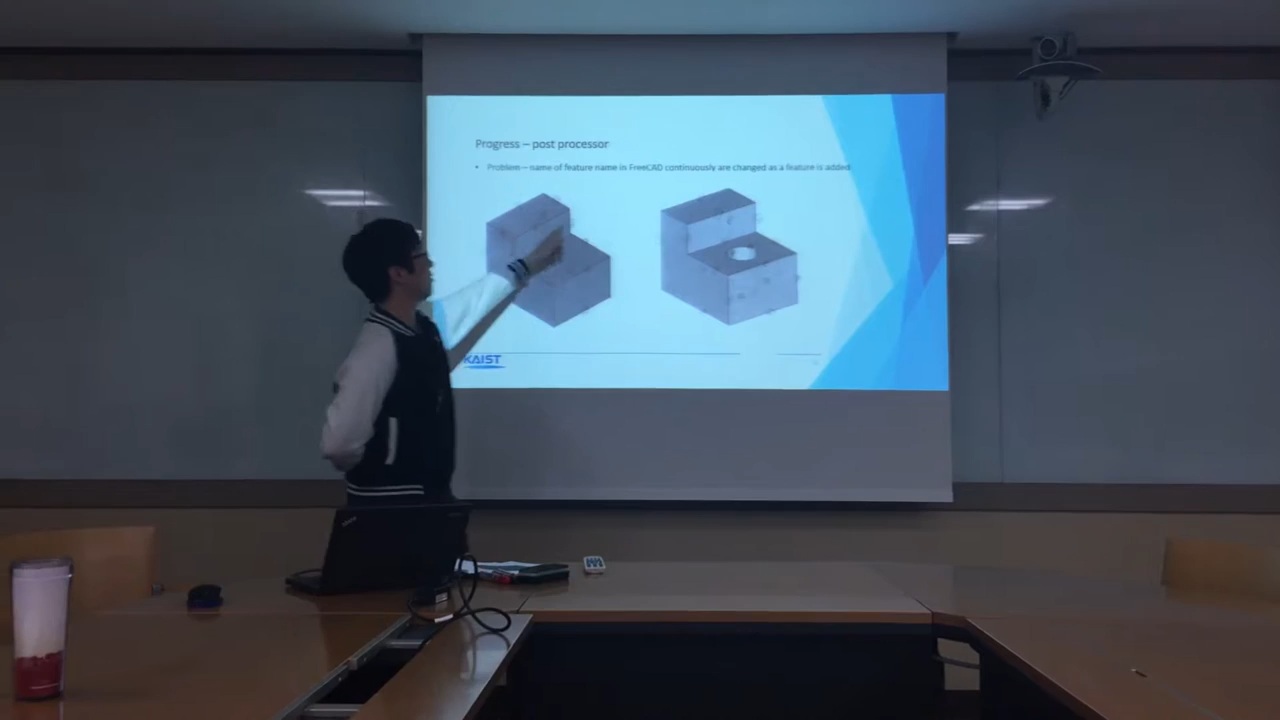 Progress – post processor
• Problem – name of feature name in FreeCAD continuously are changed as a feature is added
KAIST